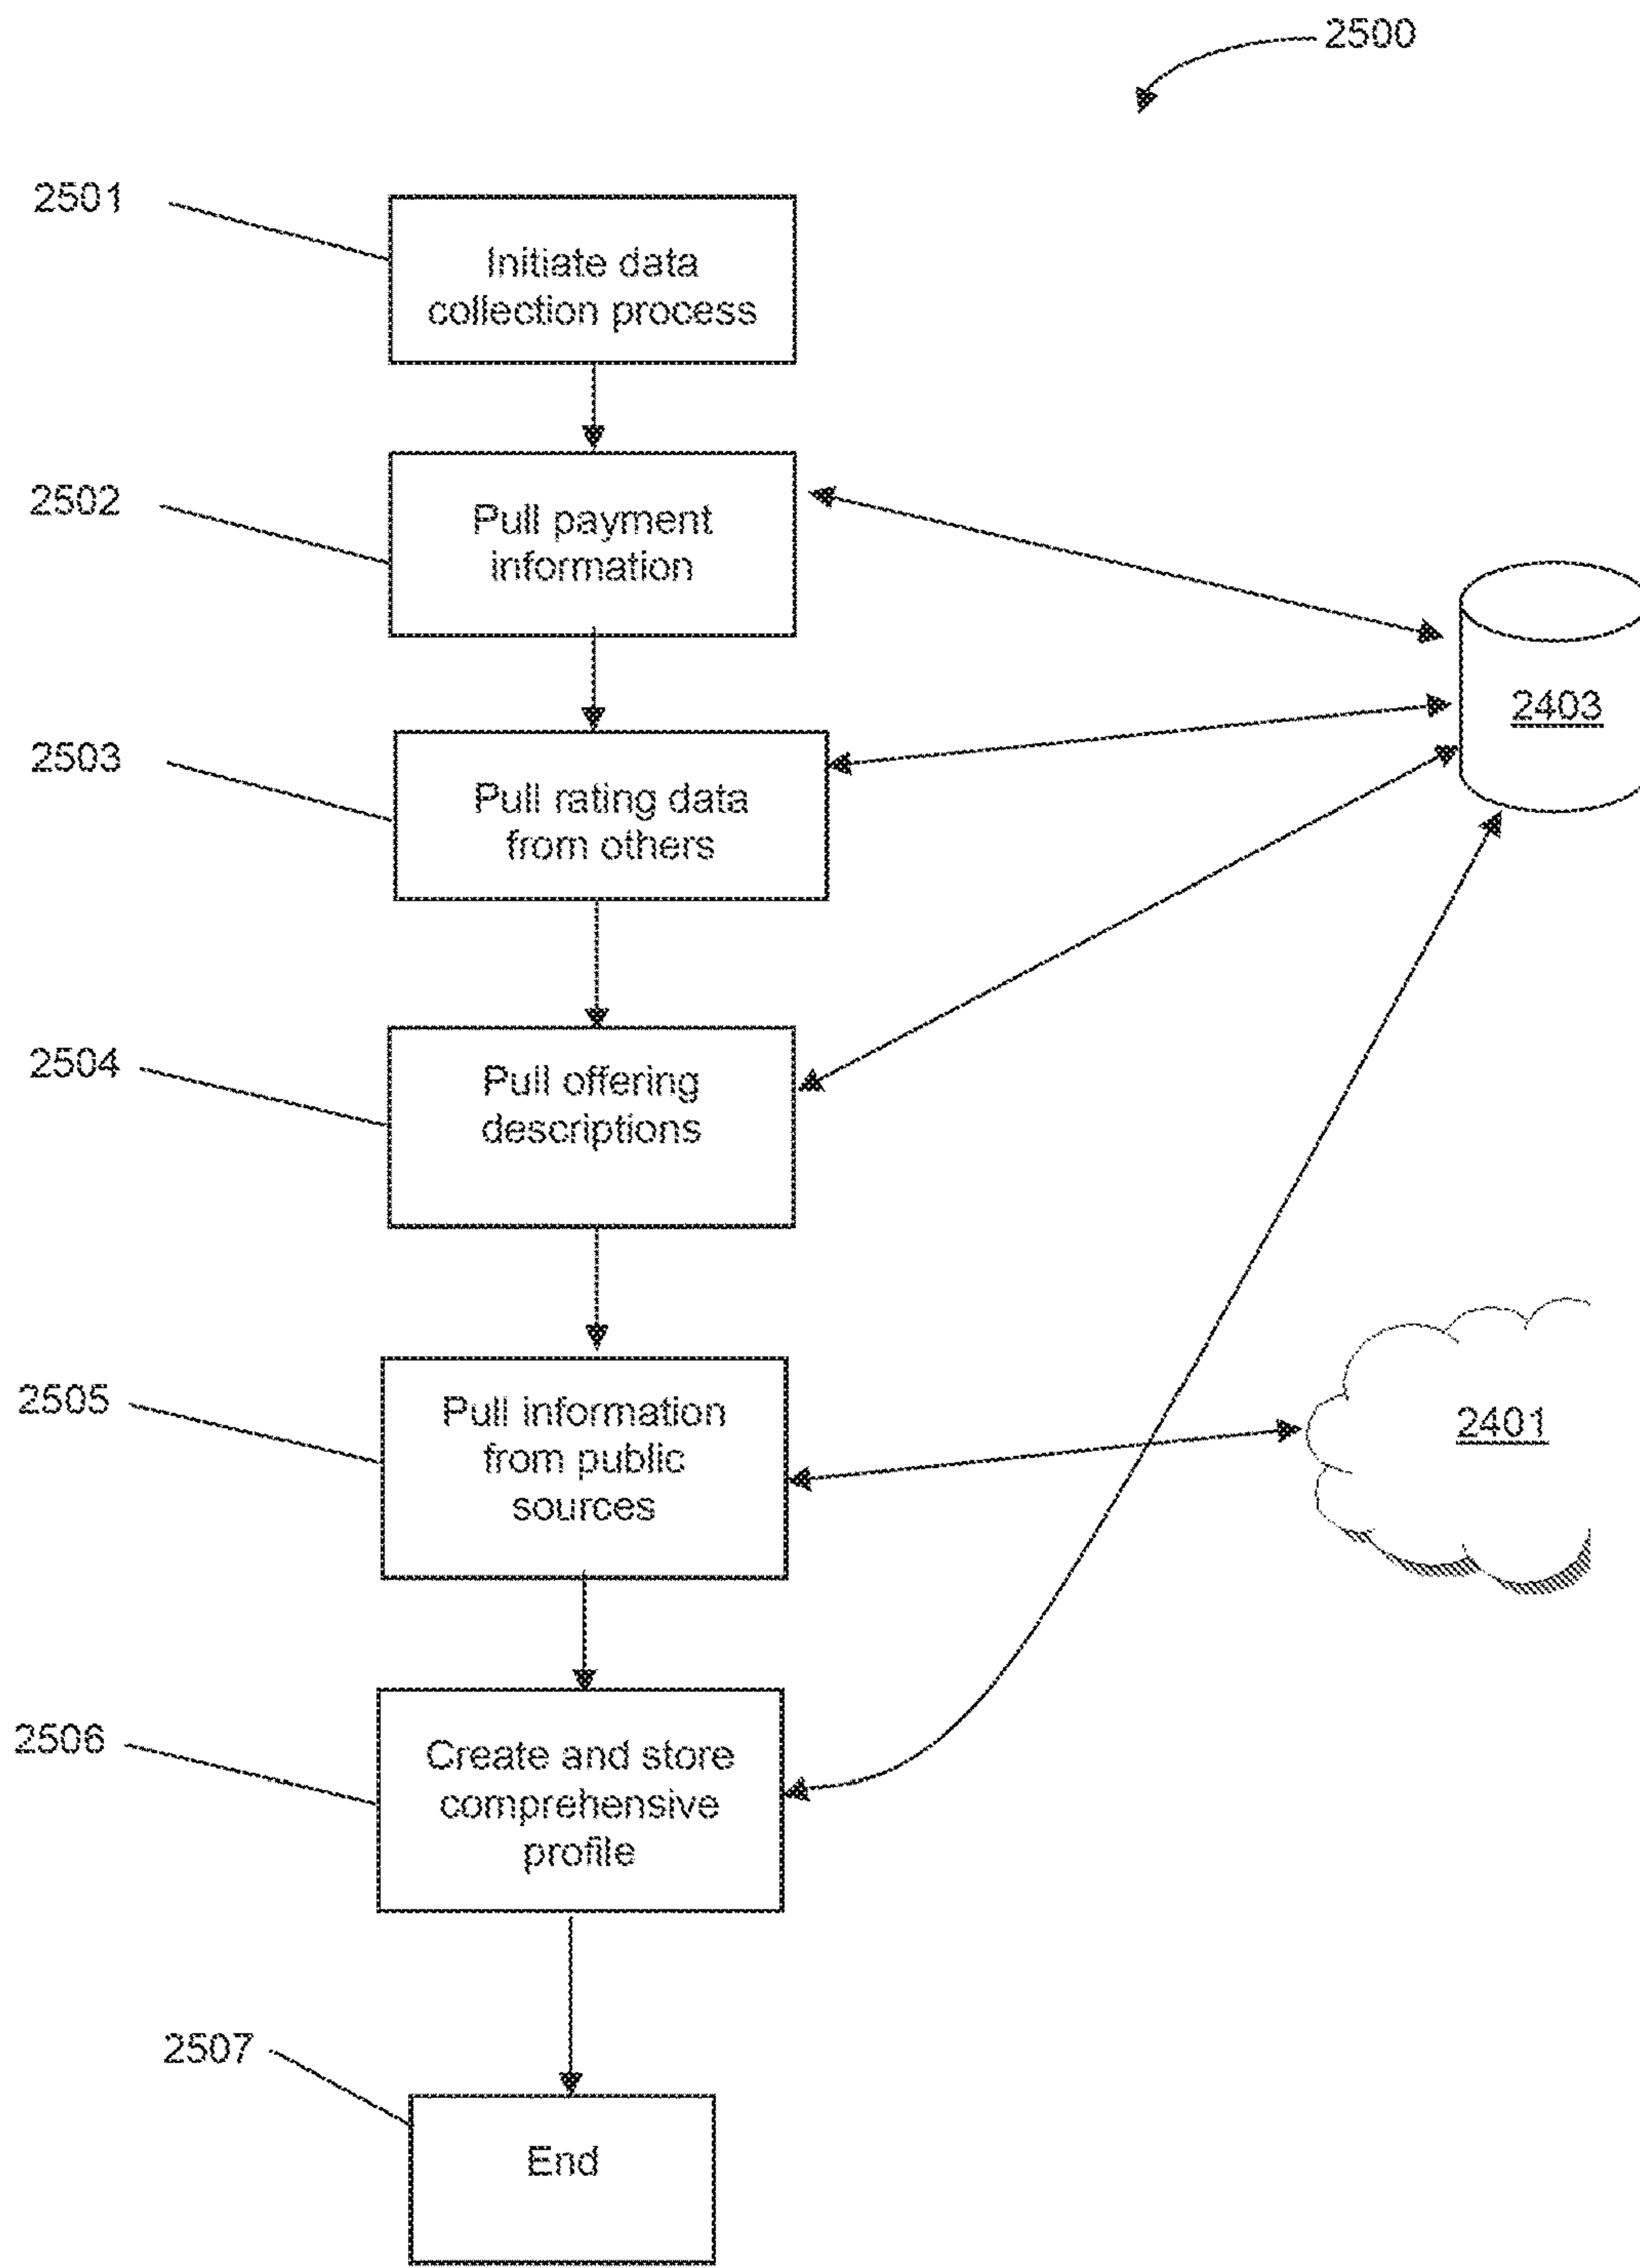 2500
2501
Initiate data
collection process
2502
Pull payment
information
2403
2503
Pull rating data
from others
2504
Pull offering
descriptions
2505
Pull information
from public
sources
2401
2506
Create and store
comprehensive
profile
2507
End